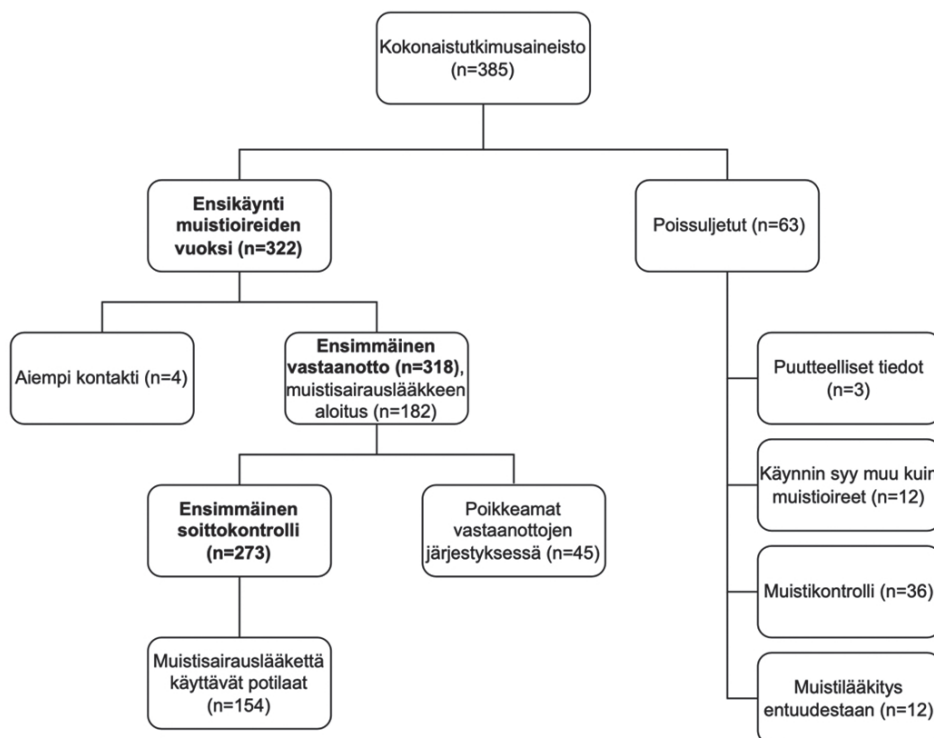 Kokonaistutkimusaineisto
(n=385)
Ensikäynti
muistioireiden
vuoksi (n=322)
Poissuljetut (n=63)
Aiempi kontakti (n=4)
Ensimmäinen
vastaanotto (n=318),
muistisairauslääkkeen
aloitus (n=182)
Puutteelliset tiedot
(n=3)
Käynnin syy muu kuin
muistioireet (n=12)
Ensimmäinen
soittokontrolli
(n=273)
Poikkeamat
vastaanottojen
järjestyksessä (n=45)
Muistikontrolli (n=36)
Muistisairauslääkettä
käyttävät potilaat
(n=154)
Muistilääkitys
entuudestaan (n=12)